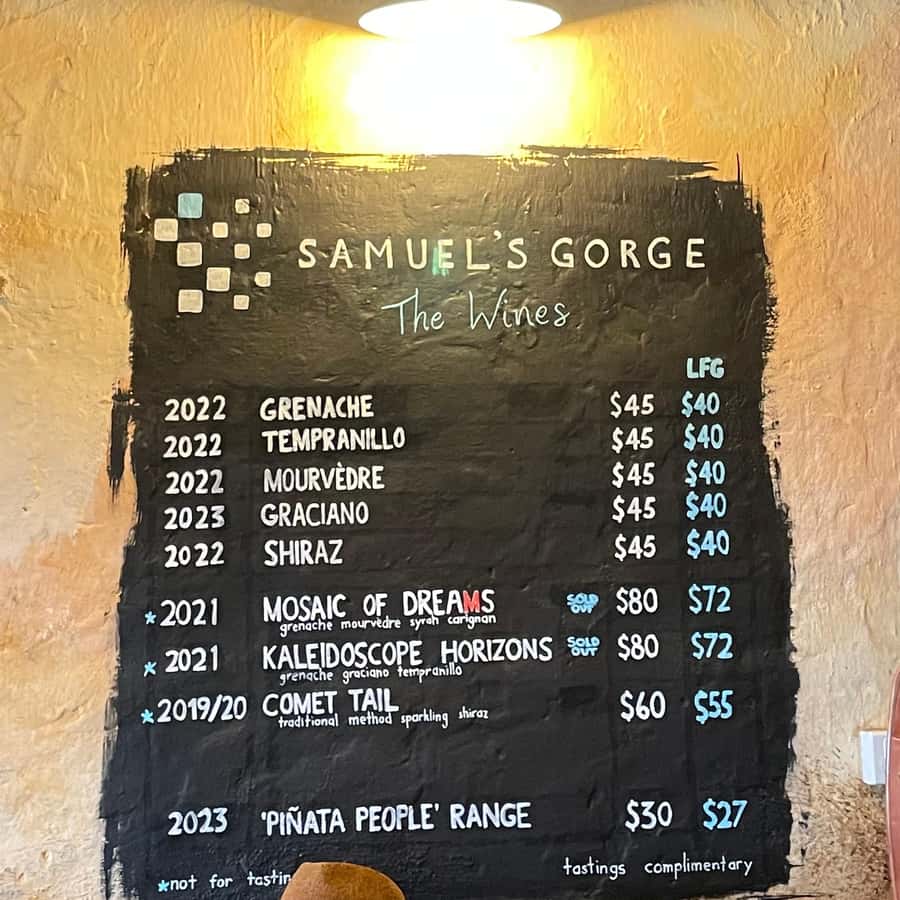 SAMUEL'S GORGE
The Wines
LFG
2022 GRENACHE $45 $40
2022 TEMPRANILLO $45 $40
2022 MOURVÈDRE $45 $40
2023 GRACIANO $45 $40
2022 SHIRAZ $45 $40
*2021 MOSAIC OF DREAMS SOLD OUT $80 $72
grenache mourvèdre syrah carignan
*2021 KALEIDOSCOPE HORIZONS SOLD OUT $80 $72
grenache graciano tempranillo
*2019/20 COMET TAIL $60 $55
traditional method sparkling shiraz
2023 'PIÑATA PEOPLE' RANGE $30 $27
tastings complimentary
*not for